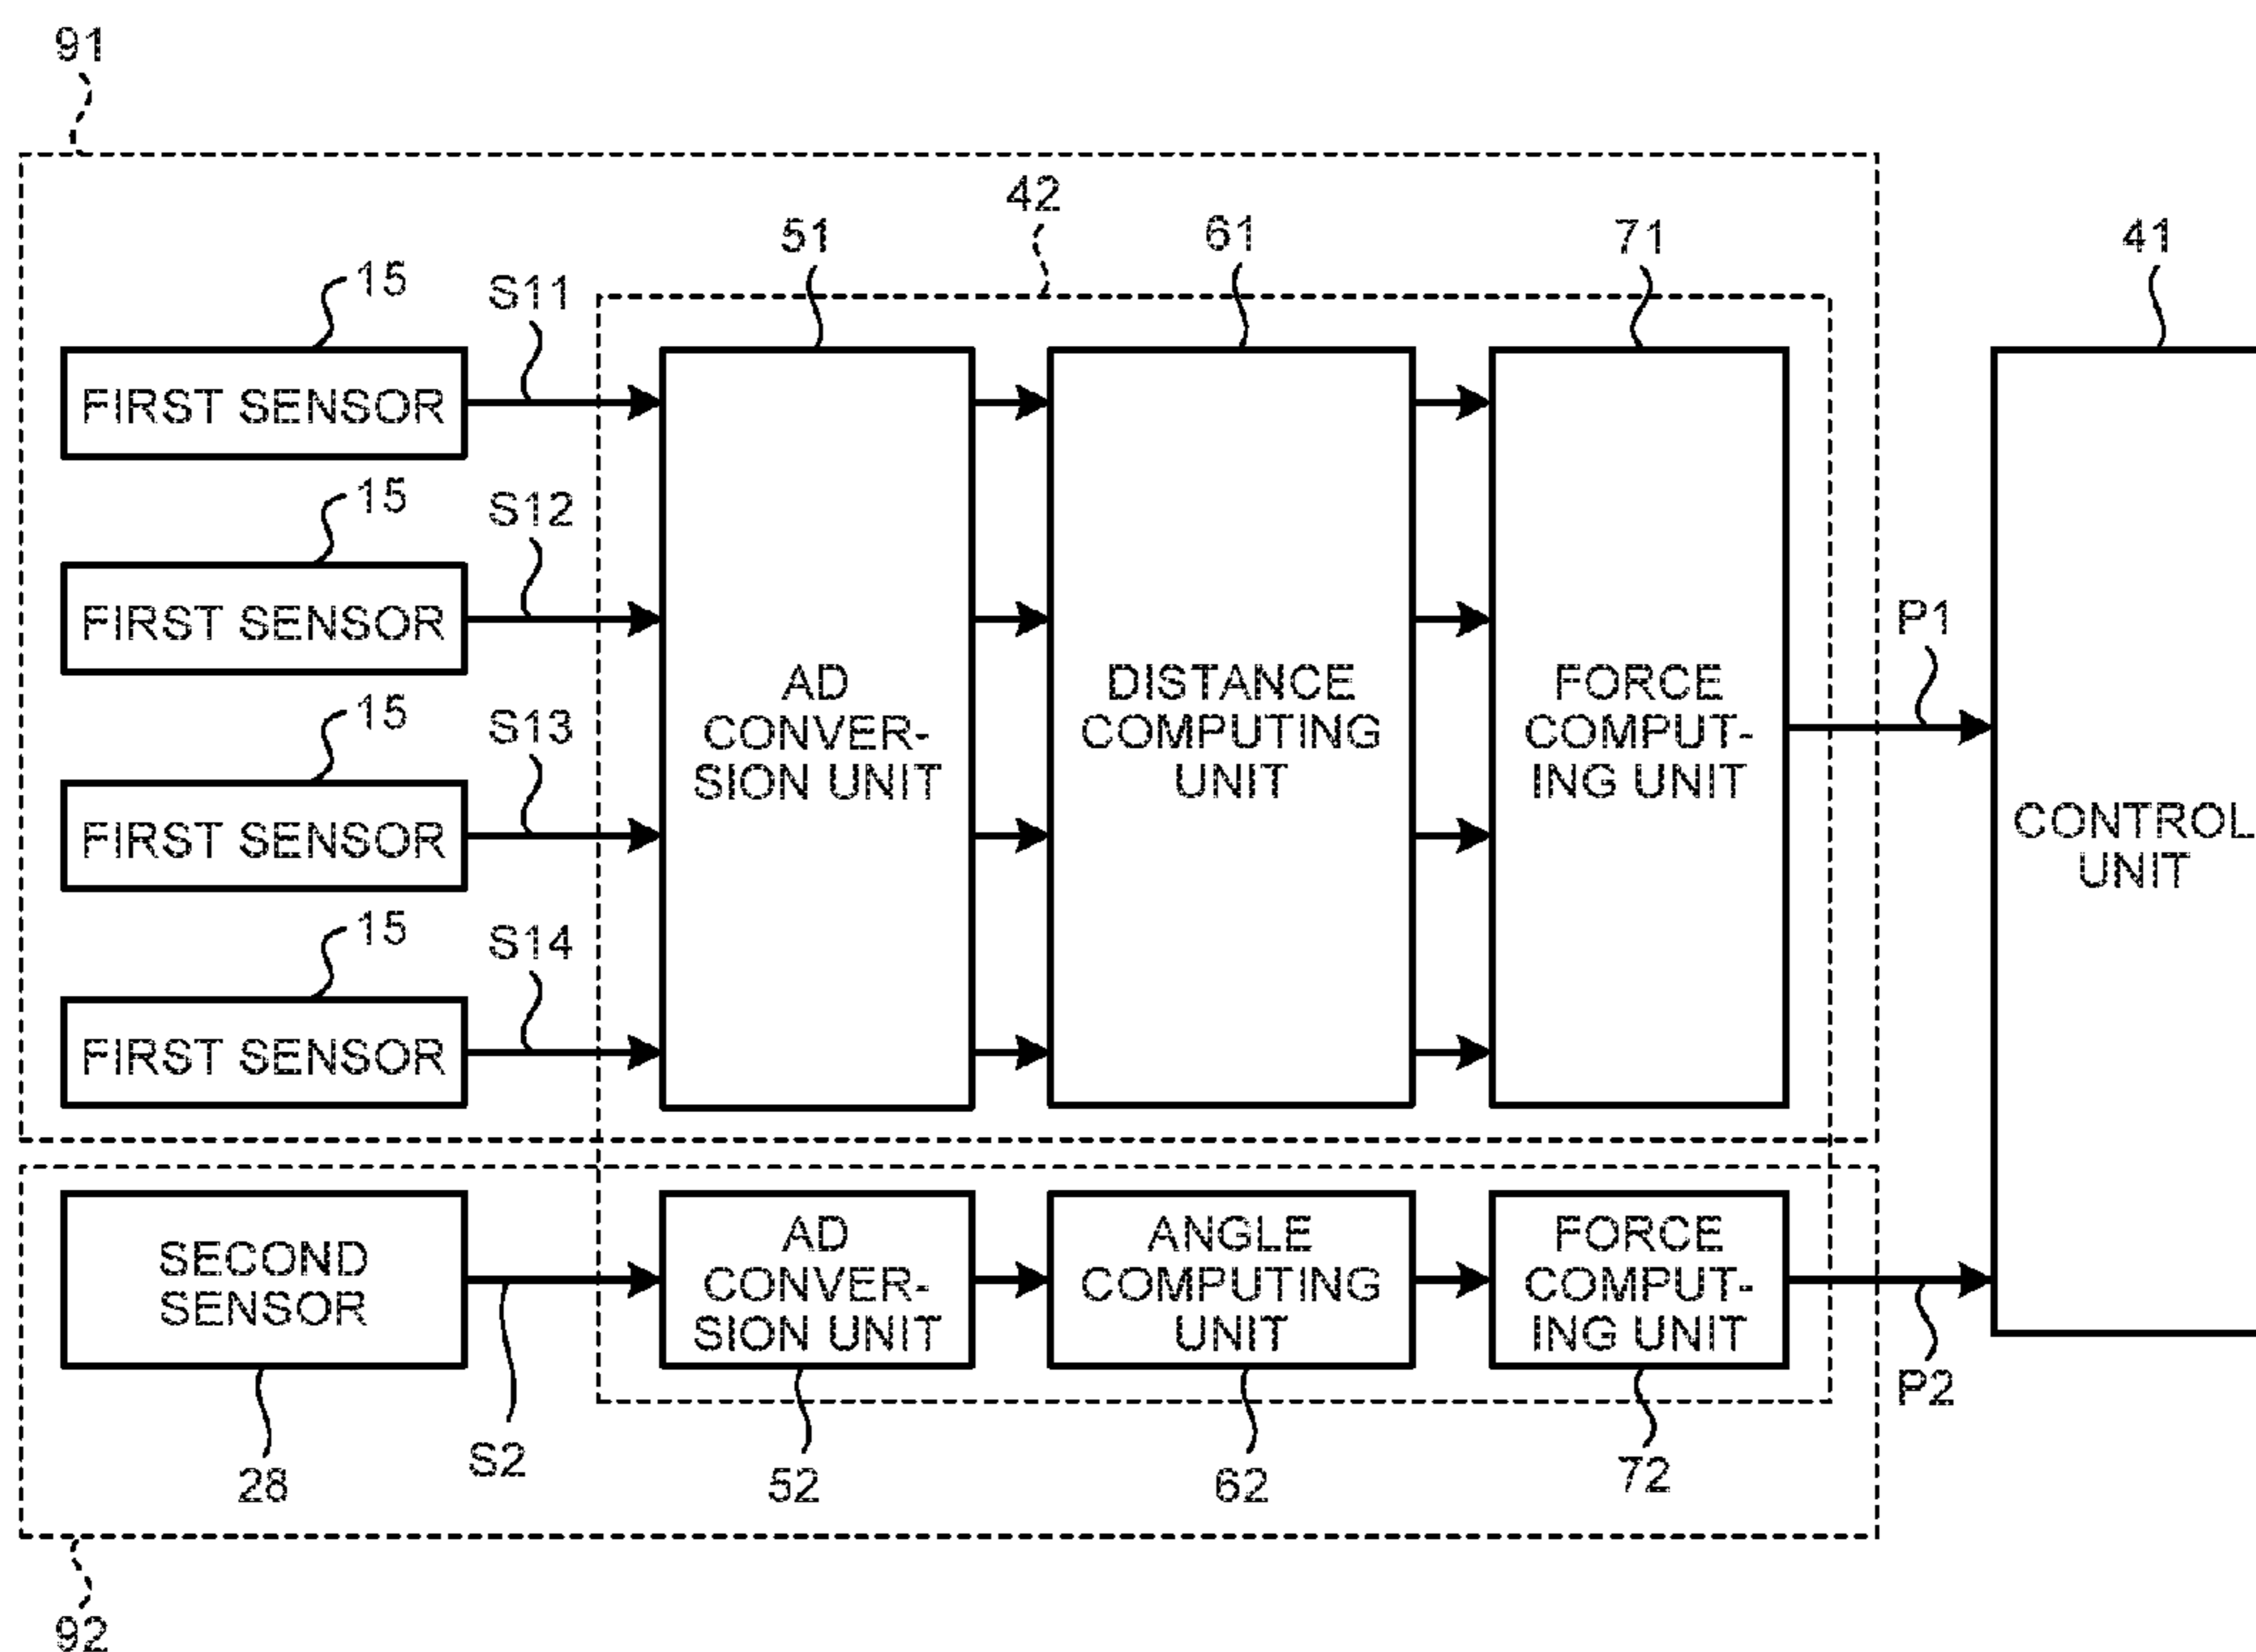 91
42
51
61
71
41
15
S11
FIRST SENSOR
15
S12
FIRST SENSOR
15
S13
FIRST SENSOR
15
S14
FIRST SENSOR
AD
CONVER-
SION UNIT
DISTANCE
COMPUTING
UNIT
FORCE
COMPUT-
ING UNIT
P1
CONTROL
UNIT
SECOND
SENSOR
AD
CONVER-
SION UNIT
ANGLE
COMPUTING
UNIT
FORCE
COMPUT-
ING UNIT
P2
28
S2
52
62
72
92